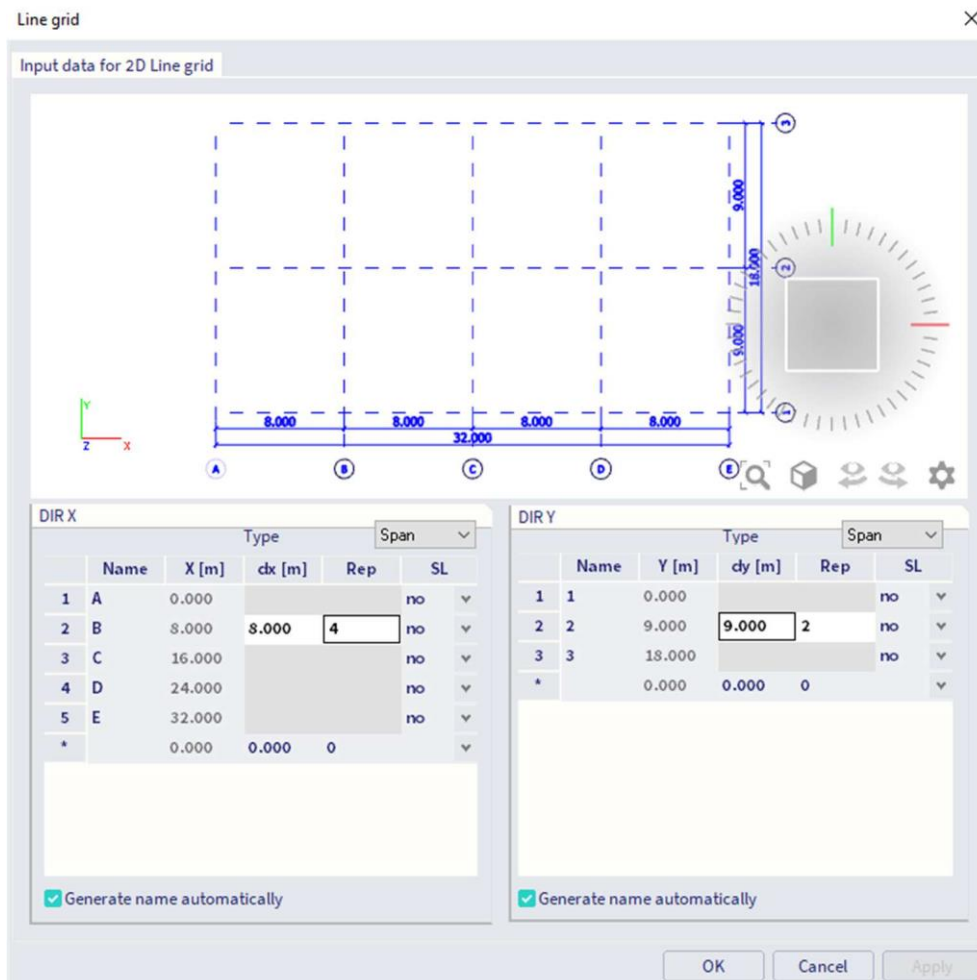 Line grid
Input data for 2D Line grid
3
9.000
18.000
2
9.000
1
8.000 8.000 8.000 8.000
32.000
Y
Z X
A B C D E
DIR X
Type Span
Name X [m] dx [m] Rep SL
1 A 0.000 no
2 B 8.000 8.000 4 no
3 C 16.000 no
4 D 24.000 no
5 E 32.000 no
* 0.000 0.000 0
Generate name automatically
DIR Y
Type Span
Name Y [m] dy [m] Rep SL
1 1 0.000 no
2 2 9.000 9.000 2 no
3 3 18.000 no
* 0.000 0.000 0
Generate name automatically
OK Cancel Apply